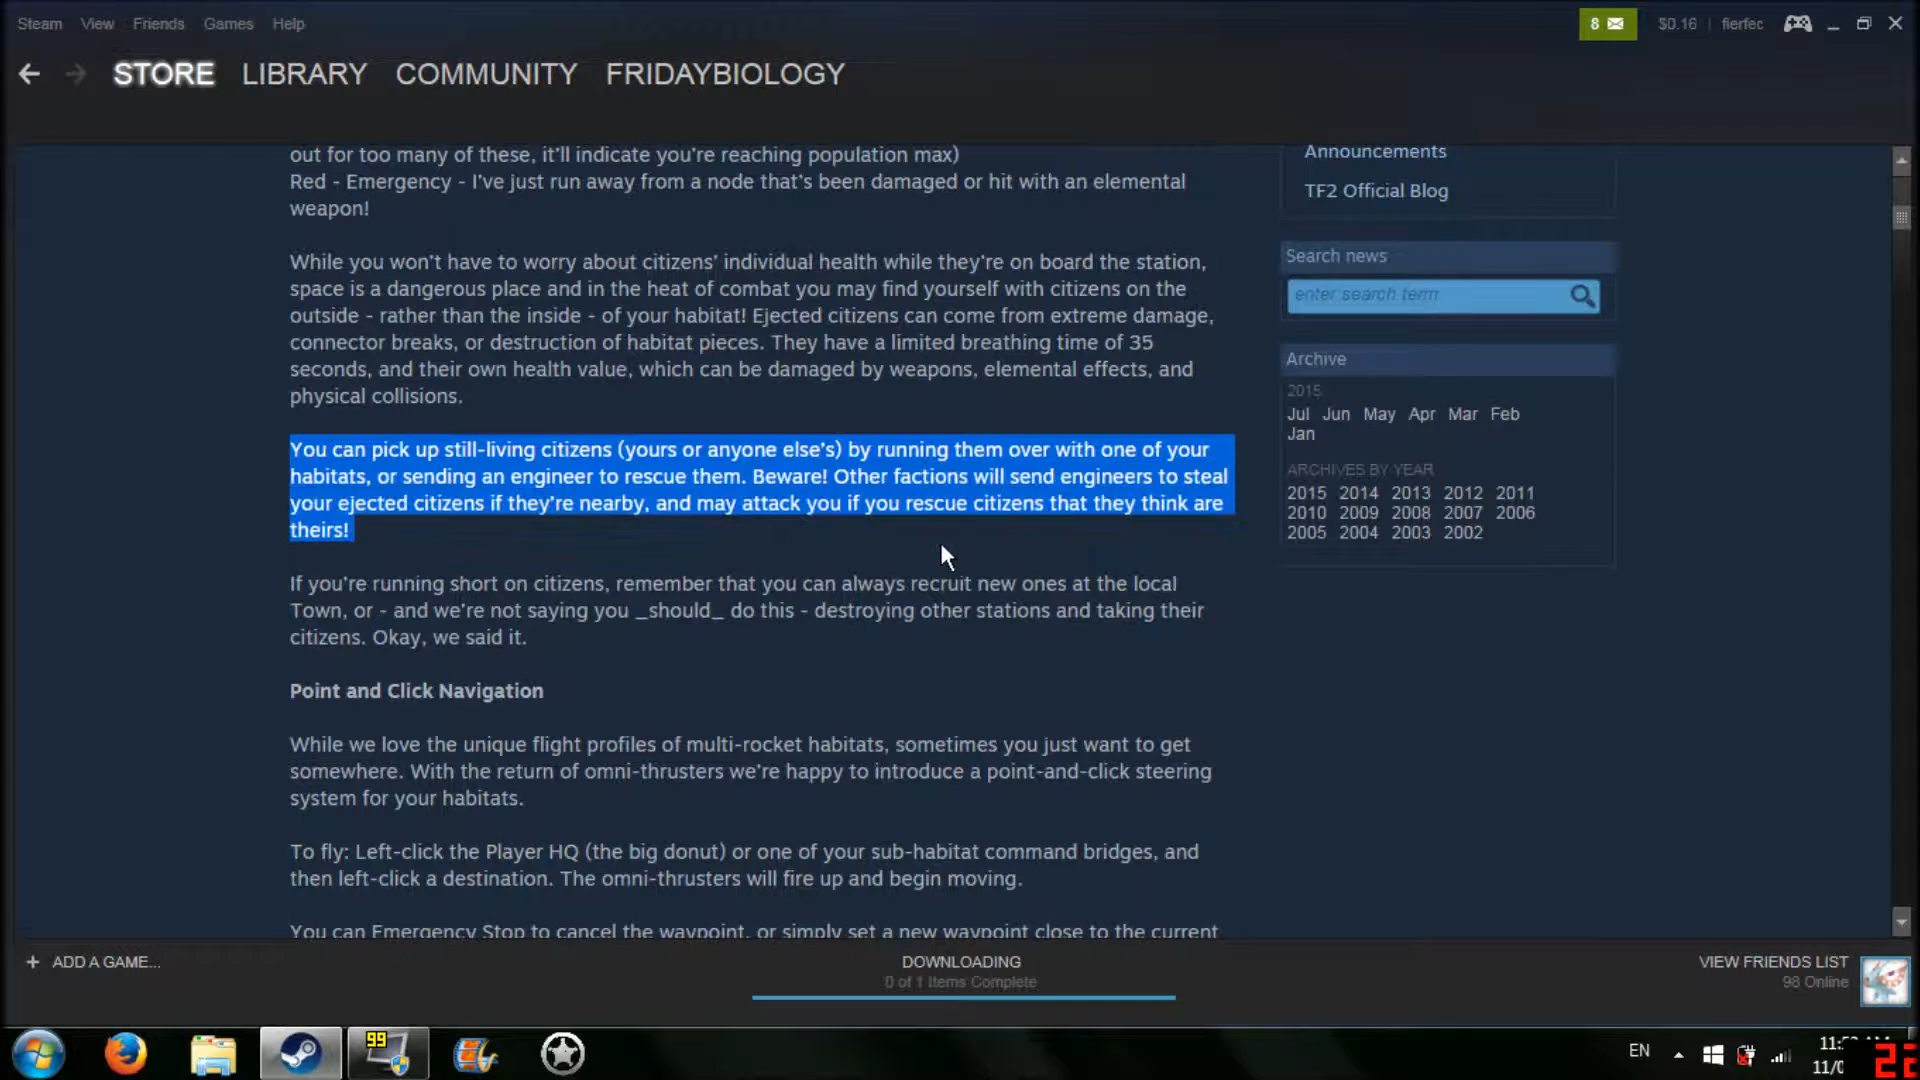 Steam View Friends Games Help
8 $0.16 fierfec
STORE LIBRARY COMMUNITY FRIDAYBIOLOGY
out for too many of these, it'll indicate you're reaching population max)
Red - Emergency - I've just run away from a node that's been damaged or hit with an elemental
weapon!
While you won't have to worry about citizens' individual health while they're on board the station,
space is a dangerous place and in the heat of combat you may find yourself with citizens on the
outside - rather than the inside - of your habitat! Ejected citizens can come from extreme damage,
connector breaks, or destruction of habitat pieces. They have a limited breathing time of 35
seconds, and their own health value, which can be damaged by weapons, elemental effects, and
physical collisions.
You can pick up still-living citizens (yours or anyone else's) by running them over with one of your
habitats, or sending an engineer to rescue them. Beware! Other factions will send engineers to steal
your ejected citizens if they're nearby, and may attack you if you rescue citizens that they think are
theirs!
If you're running short on citizens, remember that you can always recruit new ones at the local
Town, or - and we're not saying you _should_ do this - destroying other stations and taking their
citizens. Okay, we said it.
Point and Click Navigation
While we love the unique flight profiles of multi-rocket habitats, sometimes you just want to get
somewhere. With the return of omni-thrusters we're happy to introduce a point-and-click steering
system for your habitats.
To fly: Left-click the Player HQ (the big donut) or one of your sub-habitat command bridges, and
then left-click a destination. The omni-thrusters will fire up and begin moving.
You can Emergency Stop to cancel the waypoint, or simply set a new waypoint close to the current
Announcements
TF2 Official Blog
Search news
enter search term
Archive
2015
Jul Jun May Apr Mar Feb
Jan
ARCHIVES BY YEAR
2015 2014 2013 2012 2011
2010 2009 2008 2007 2006
2005 2004 2003 2002
+ ADD A GAME...
DOWNLOADING
0 of 1 Items Complete
VIEW FRIENDS LIST
98 Online
99
EN